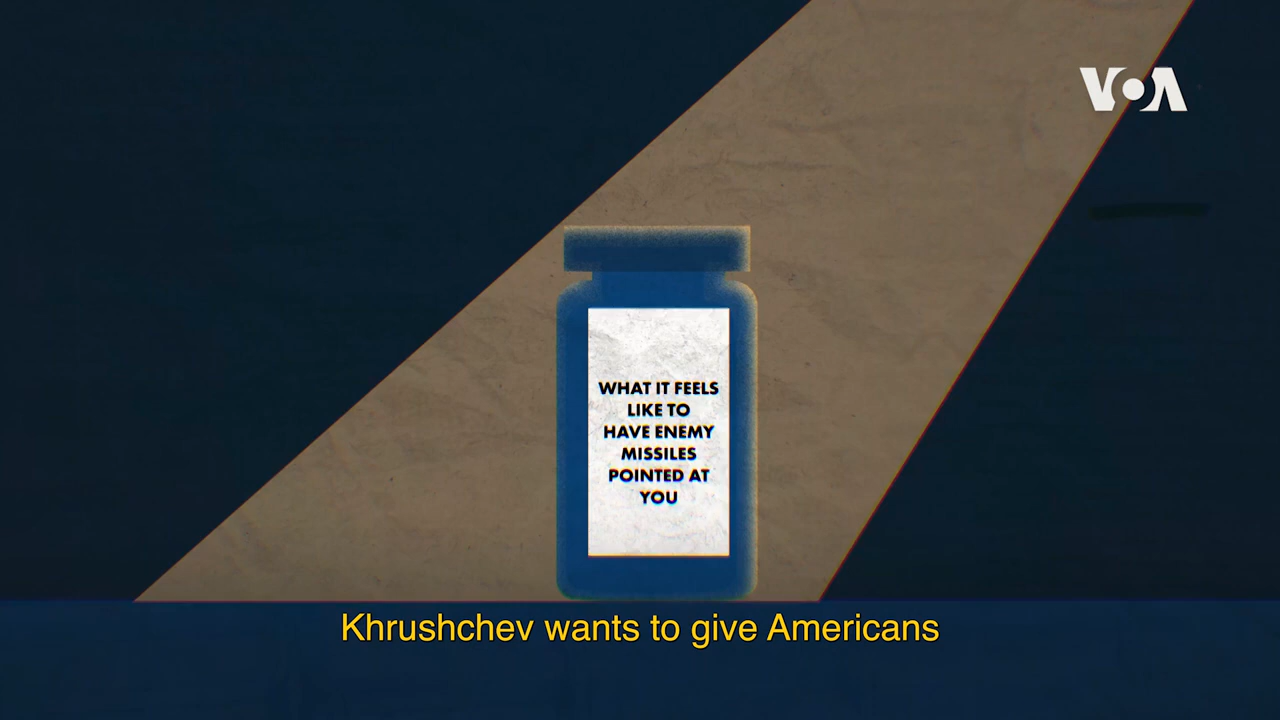 VOA
WHAT IT FEELS
LIKE TO
HAVE ENEMY
MISSILES
POINTED AT
YOU
Khrushchev wants to give Americans